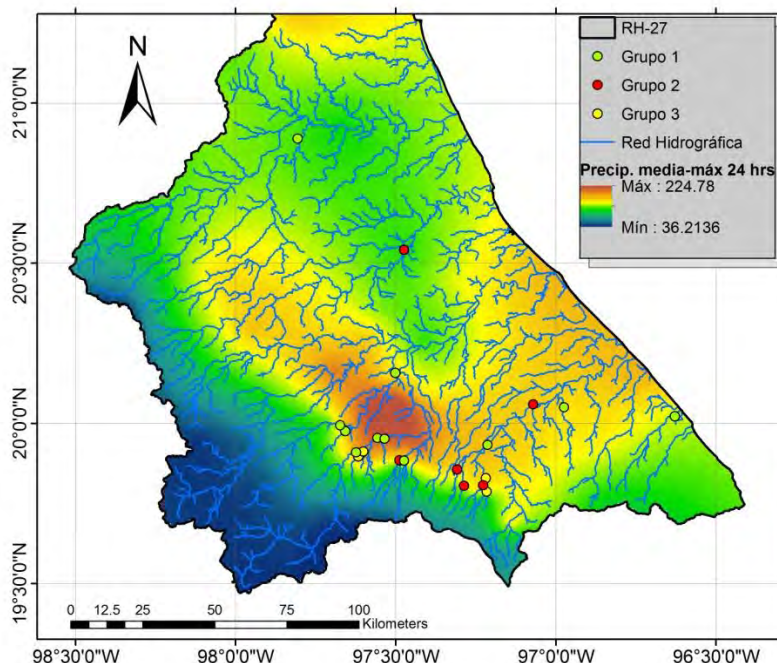 N
RH-27
Grupo 1
Grupo 2
Grupo 3
Red Hidrográfica
Precip. media-máx 24 hrs
Máx : 224.78
Mín : 36.2136
21°0'0"N
20°30'0"N
20°0'0"N
19°30'0"N
0 12.5 25 50 75 100
Kilometers
98°30'0"W 98°0'0"W 97°30'0"W 97°0'0"W 96°30'0"W